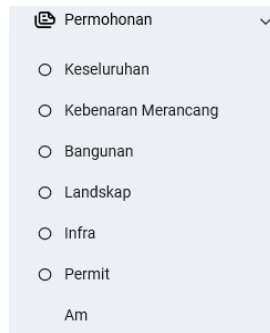 Permohonan
Keseluruhan
Kebenaran Merancang
Bangunan
Landskap
Infra
Permit
Am